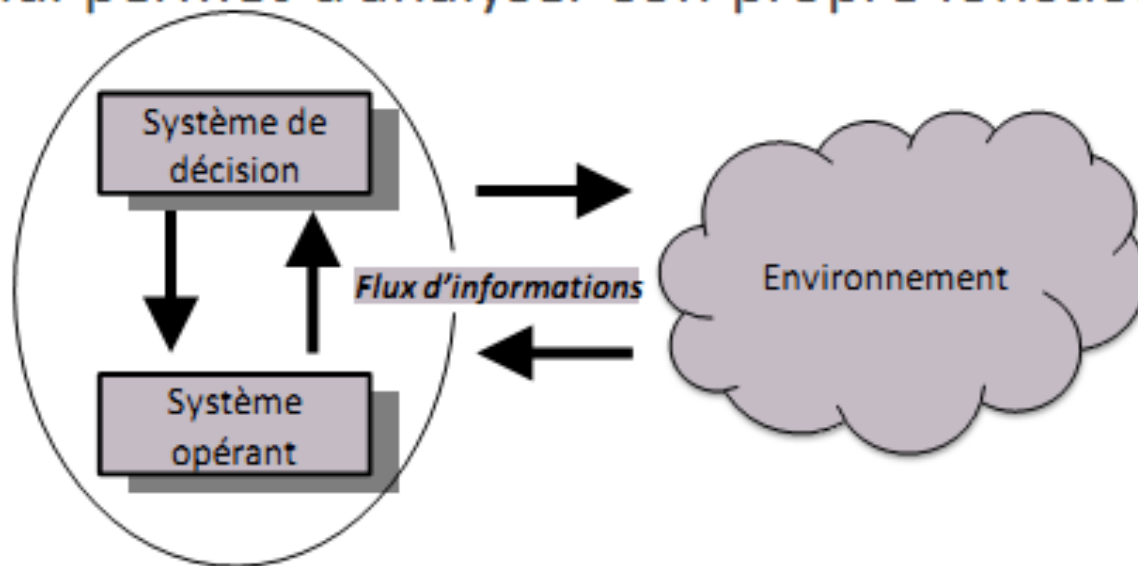 Système de
décision
Flux d'informations
Environnement
Système
opérant